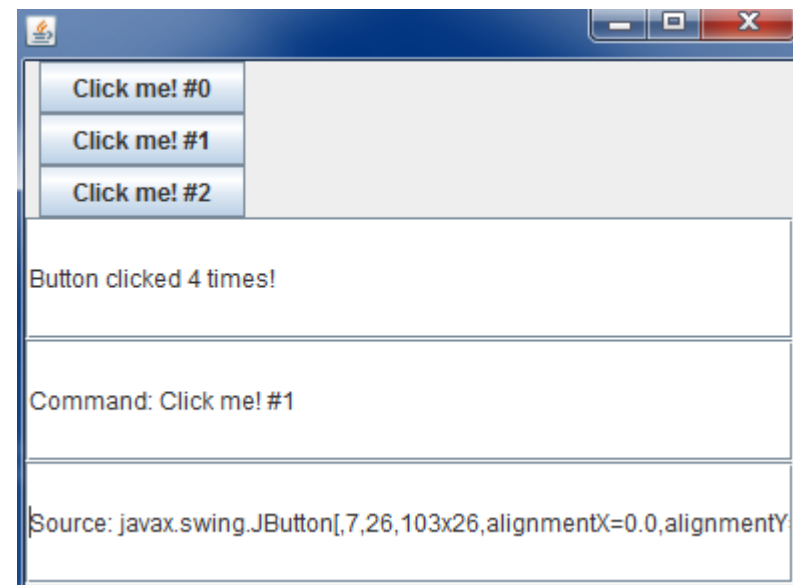 Click me! #0
Click me! #1
Click me! #2
Button clicked 4 times!
Command: Click me! #1
Source: javax.swing.JButton[,7,26,103x26,alignmentX=0.0,alignmentY=